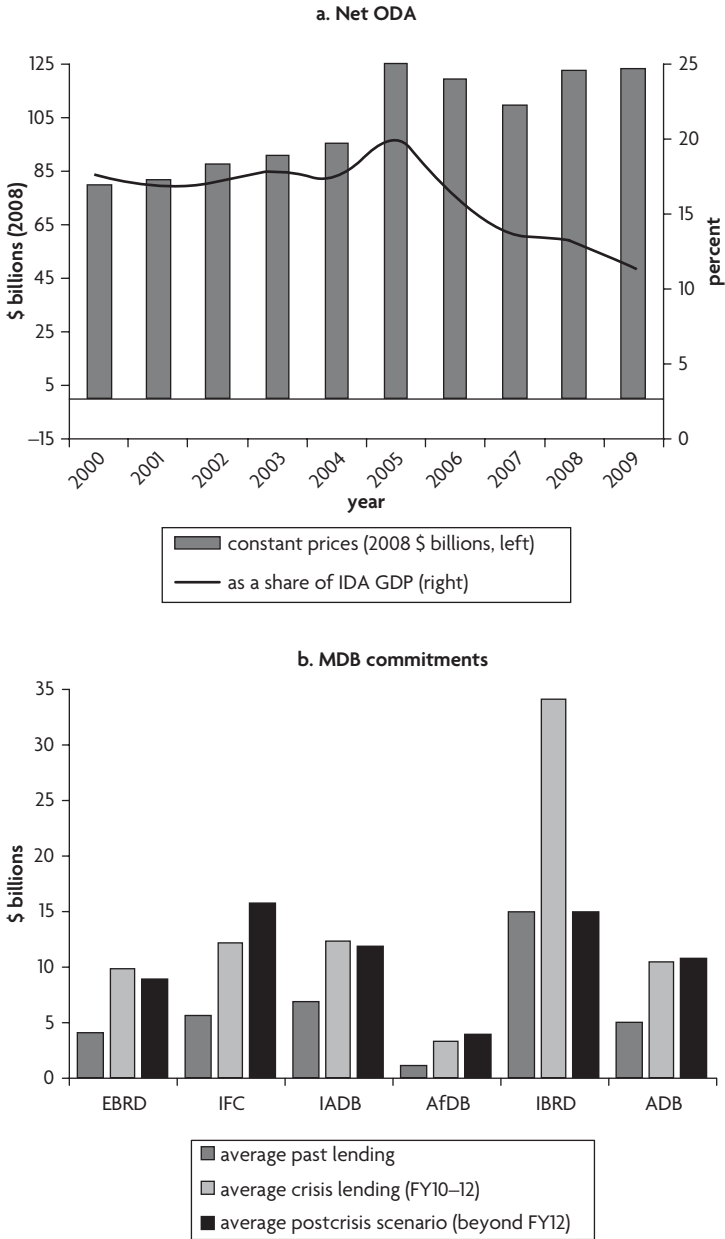 a. Net ODA
125
105
85
65
45
25
5
–15
$ billions (2008)
25
20
15
10
5
0
percent
2000
2001
2002
2003
2004
2005
2006
2007
2008
2009
year
constant prices (2008 $ billions, left)
as a share of IDA GDP (right)
b. MDB commitments
35
30
25
20
15
10
5
0
$ billions
EBRD
IFC
IADB
AfDB
IBRD
ADB
average past lending
average crisis lending (FY10–12)
average postcrisis scenario (beyond FY12)